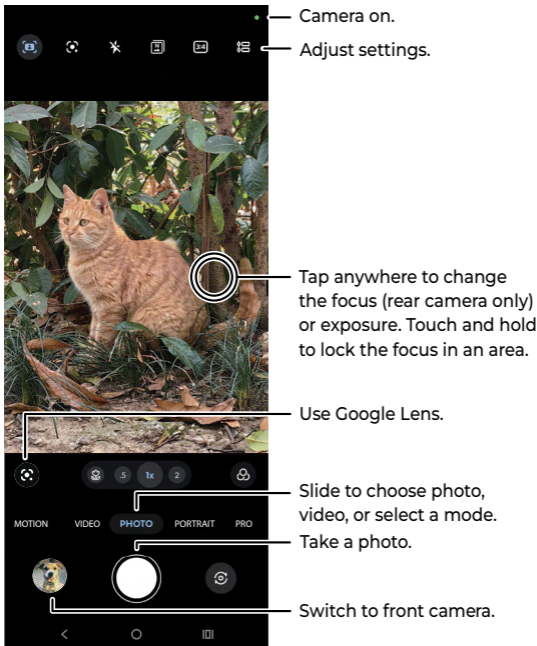 Camera on.
Adjust settings.
3:4
Tap anywhere to change
the focus (rear camera only)
or exposure. Touch and hold
to lock the focus in an area.
Use Google Lens.
.5 1x 2
Slide to choose photo,
video, or select a mode.
MOTION VIDEO PHOTO PORTRAIT PRO
Take a photo.
Switch to front camera.